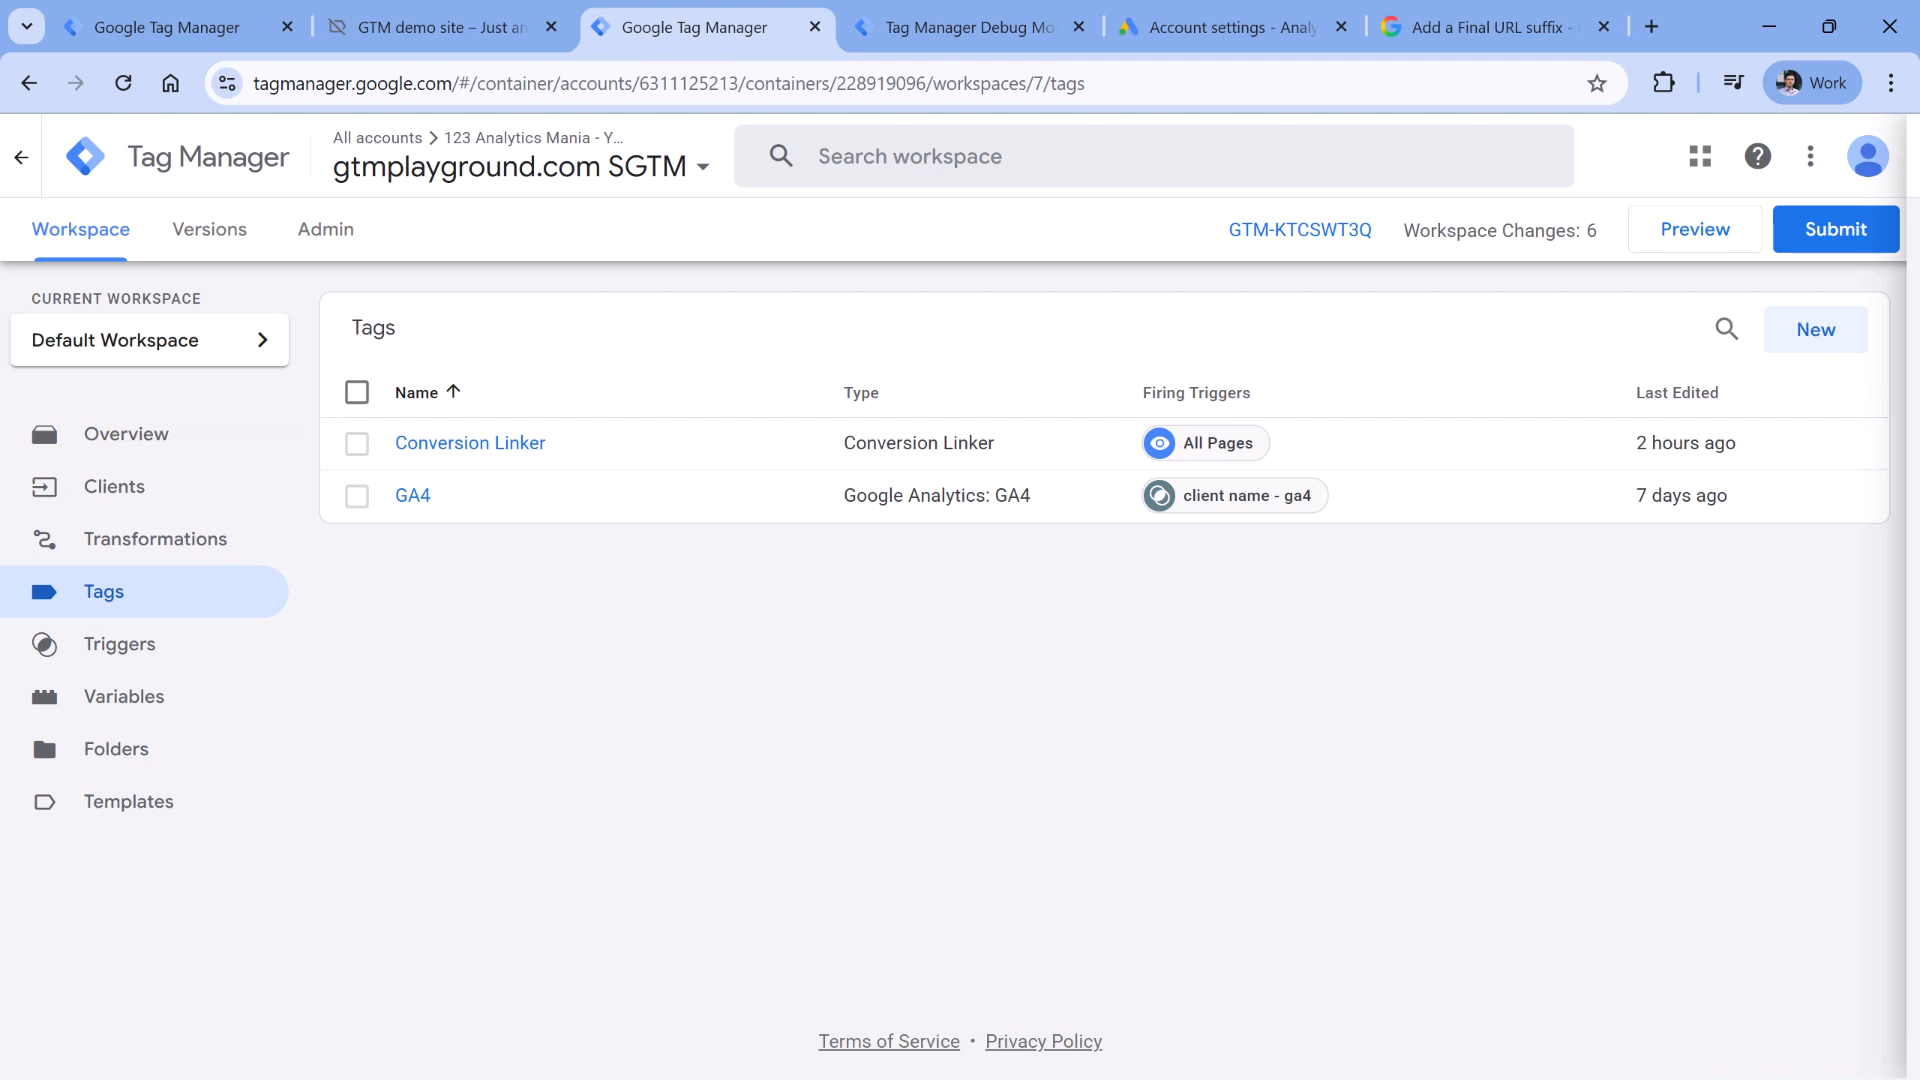 Google Tag Manager
GTM demo site – Just an
Google Tag Manager
Tag Manager Debug Mo
Account settings - Analy
Add a Final URL suffix -
tagmanager.google.com/#/container/accounts/6311125213/containers/228919096/workspaces/7/tags
Work
Tag Manager
All accounts > 123 Analytics Mania - Y...
gtmplayground.com SGTM
Search workspace
Workspace
Versions
Admin
GTM-KTCSWT3Q
Workspace Changes: 6
Preview
Submit
CURRENT WORKSPACE
Default Workspace
Overview
Clients
Transformations
Tags
Triggers
Variables
Folders
Templates
Tags
New
Name
Type
Firing Triggers
Last Edited
Conversion Linker
Conversion Linker
All Pages
2 hours ago
GA4
Google Analytics: GA4
client name - ga4
7 days ago
Terms of Service • Privacy Policy